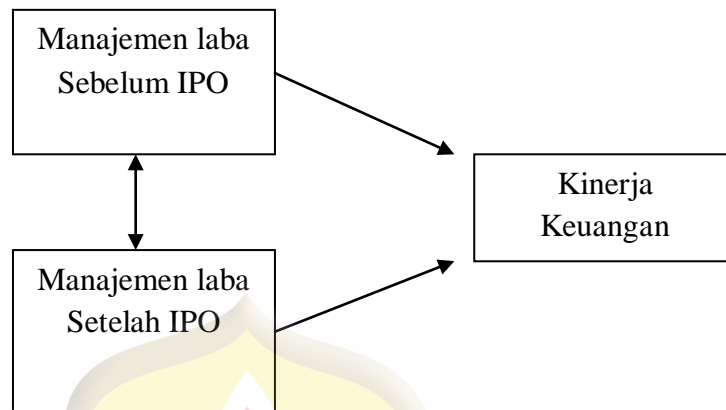 Manajemen laba
Sebelum IPO
Kinerja
Keuangan
Manajemen laba
Setelah IPO